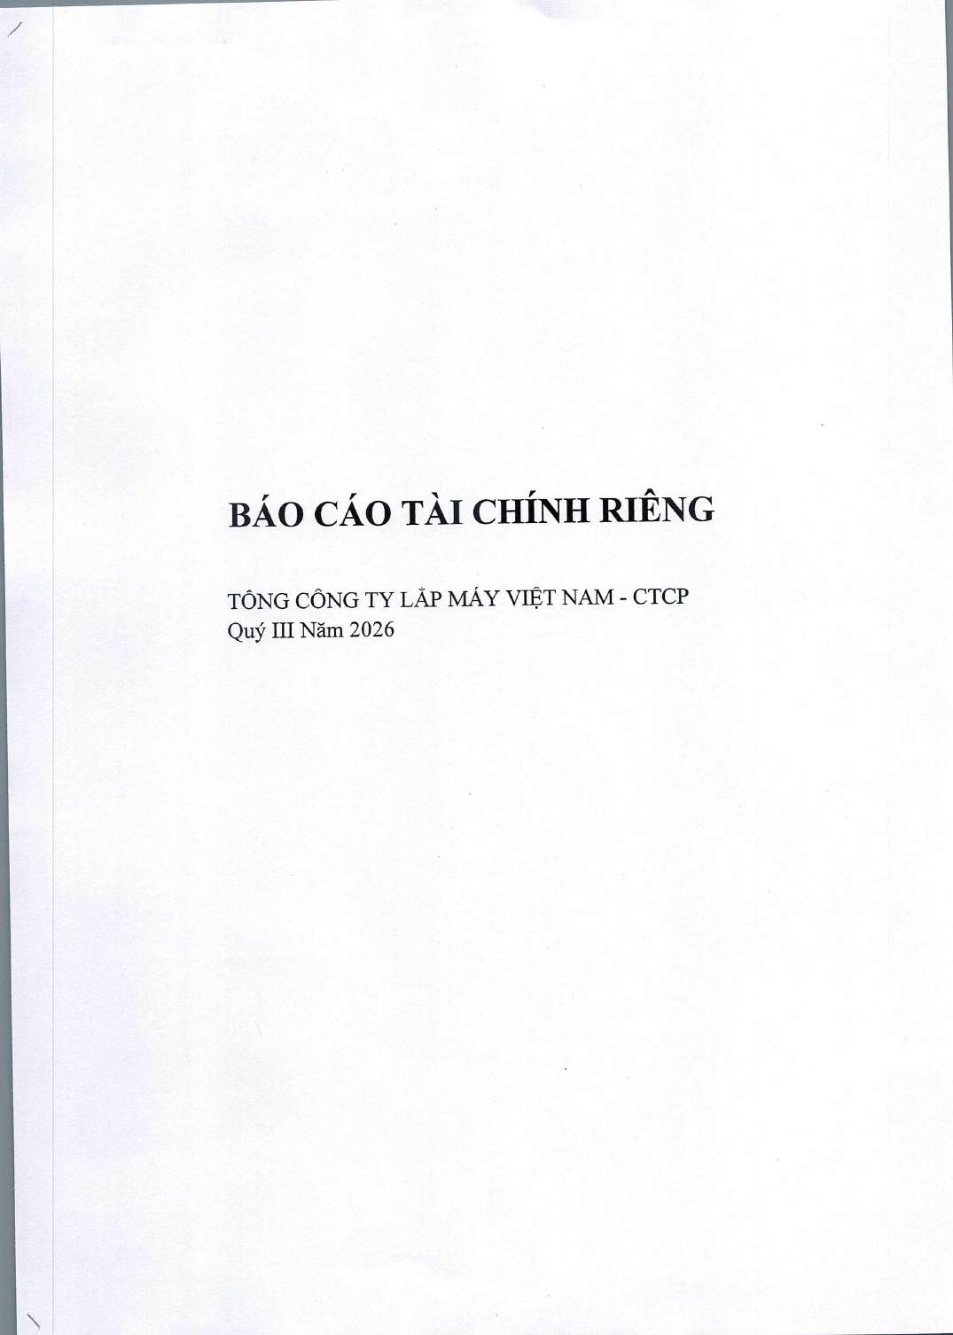 BÁO CÁO TÀI CHÍNH RIÊNG
TỔNG CÔNG TY LẮP MÁY VIỆT NAM - CTCP
Quý III Năm 2026